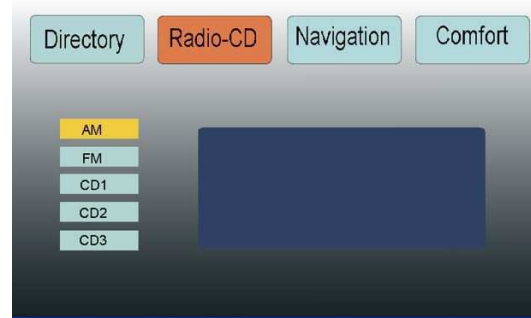 Directory Radio-CD Navigation Comfort
AM
FM
CD1
CD2
CD3